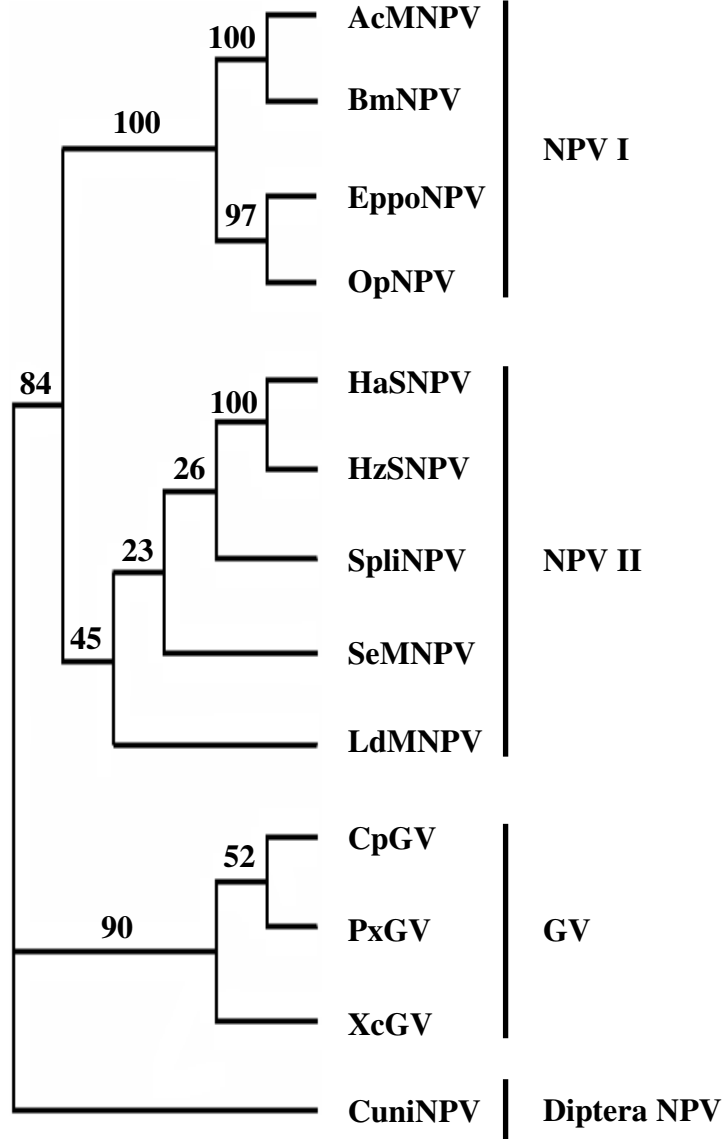 AcMNPV
100
BmNPV
100
NPV I
EppoNPV
97
OpNPV
HaSNPV
84
100
HzSNPV
26
SpliNPV
NPV II
23
SeMNPV
45
LdMNPV
CpGV
52
PxGV
GV
90
XcGV
CuniNPV
Diptera NPV